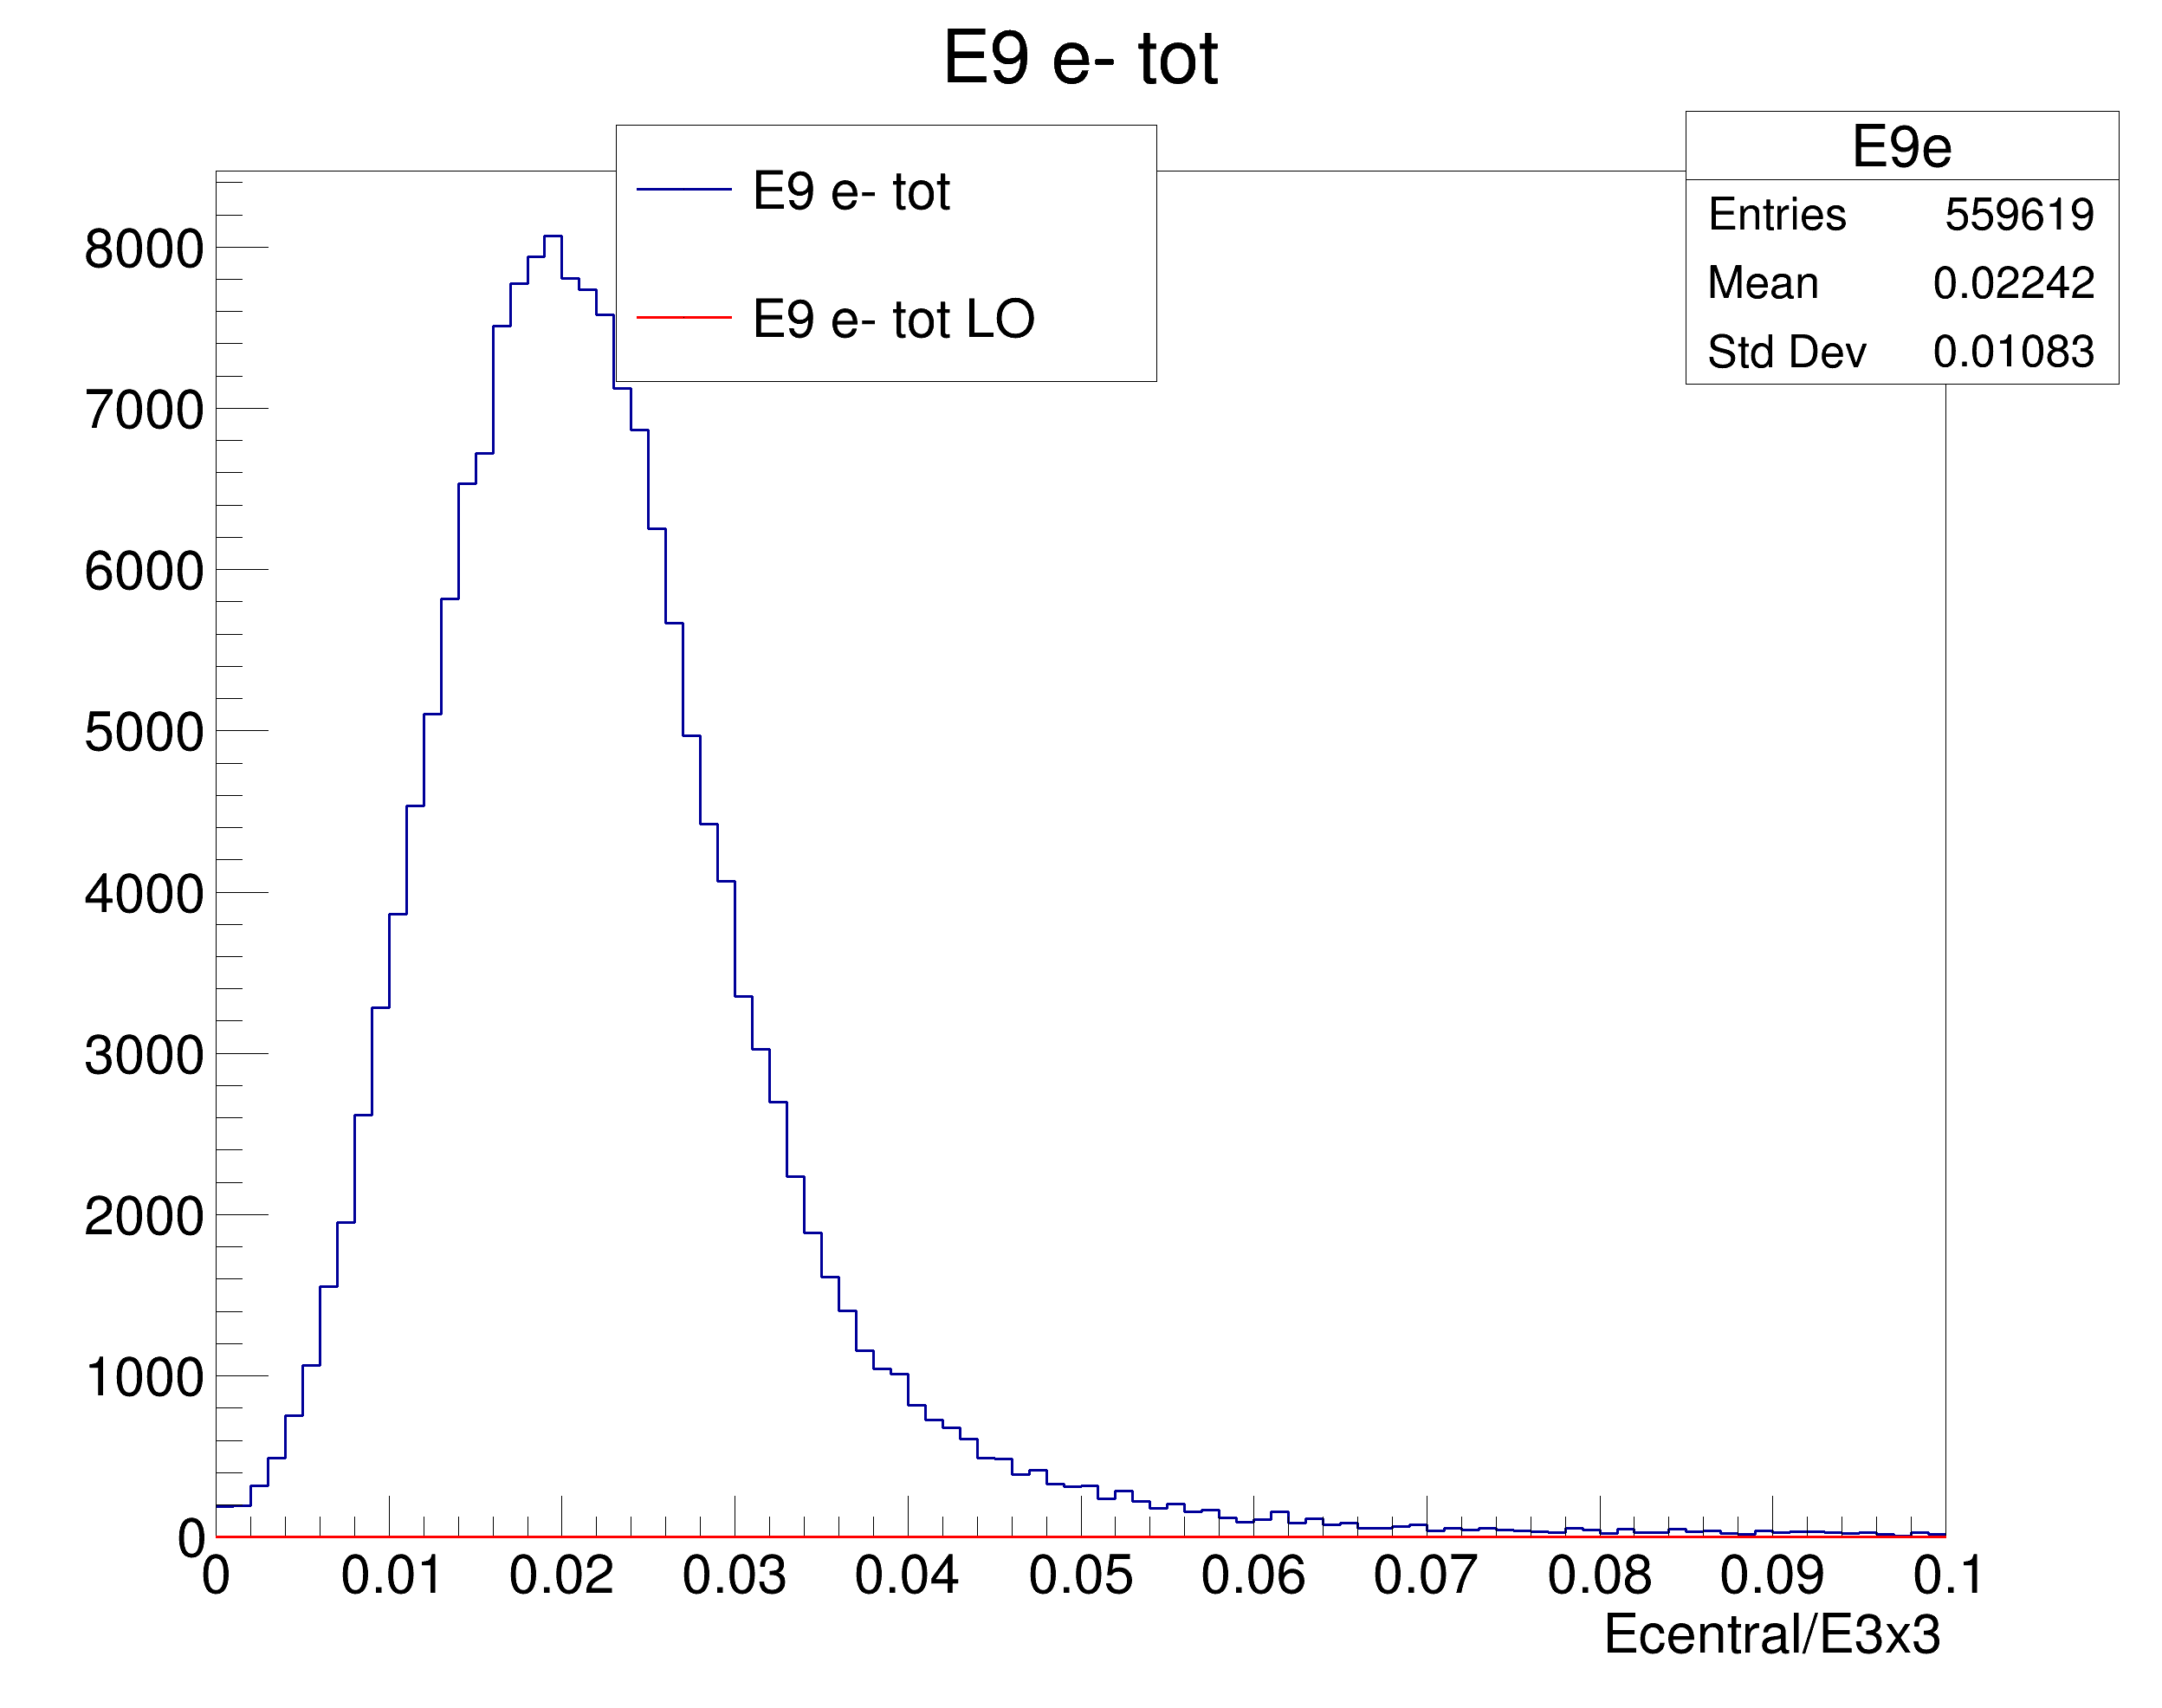 E9 e- tot
E9 e- tot
E9 e- tot LO
E9e
Entries 559619
Mean 0.02242
Std Dev 0.01083
8000
7000
6000
5000
4000
3000
2000
1000
0
0 0.01 0.02 0.03 0.04 0.05 0.06 0.07 0.08 0.09 0.1
Ecentral/E3x3